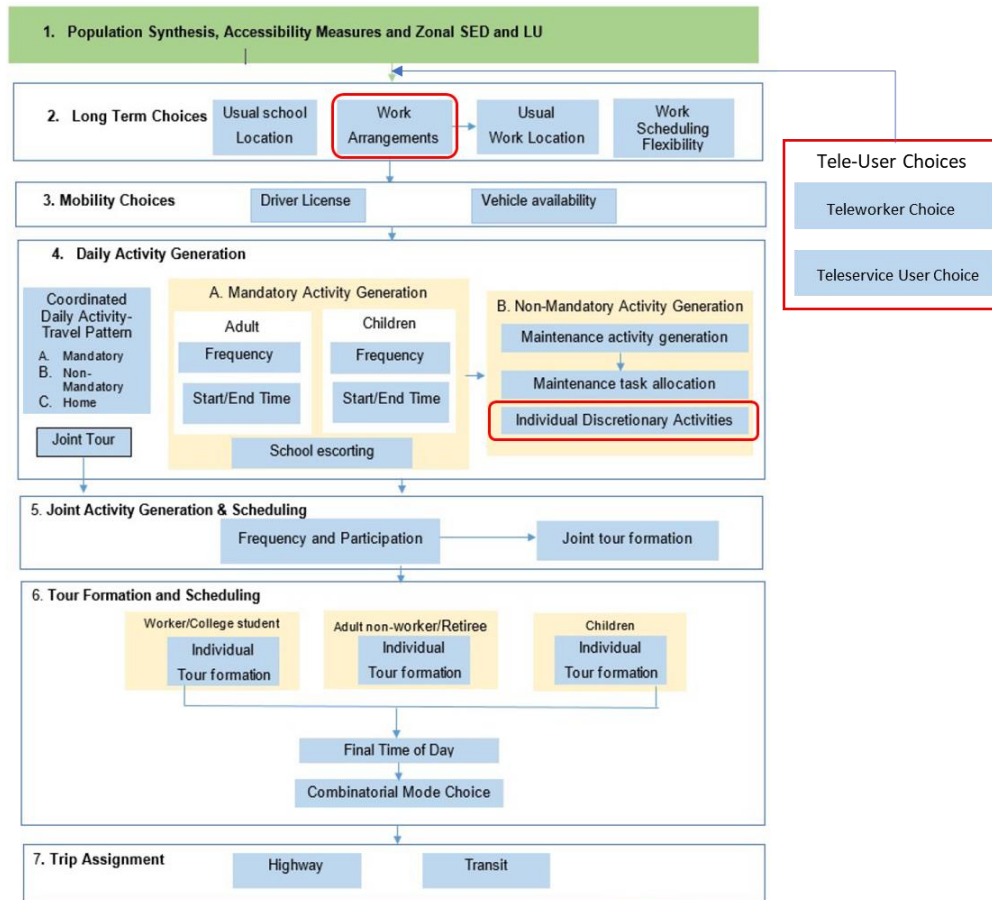 1. Population Synthesis, Accessibility Measures and Zonal SED and LU
2. Long Term Choices
Usual school
Location
Work
Arrangements
Usual
Work Location
Work
Scheduling
Flexibility
Tele-User Choices
Teleworker Choice
Teleservice User Choice
3. Mobility Choices
Driver License
Vehicle availability
4. Daily Activity Generation
Coordinated
Daily Activity-
Travel Pattern
A. Mandatory
B. Non-
Mandatory
C. Home
Joint Tour
A. Mandatory Activity Generation
Adult
Frequency
Start/End Time
Children
Frequency
Start/End Time
School escorting
B. Non-Mandatory Activity Generation
Maintenance activity generation
Maintenance task allocation
Individual Discretionary Activities
5. Joint Activity Generation & Scheduling
Frequency and Participation
Joint tour formation
6. Tour Formation and Scheduling
Worker/College student
Individual
Tour formation
Adult non-worker/Retiree
Individual
Tour formation
Children
Individual
Tour formation
Final Time of Day
Combinatorial Mode Choice
7. Trip Assignment
Highway
Transit